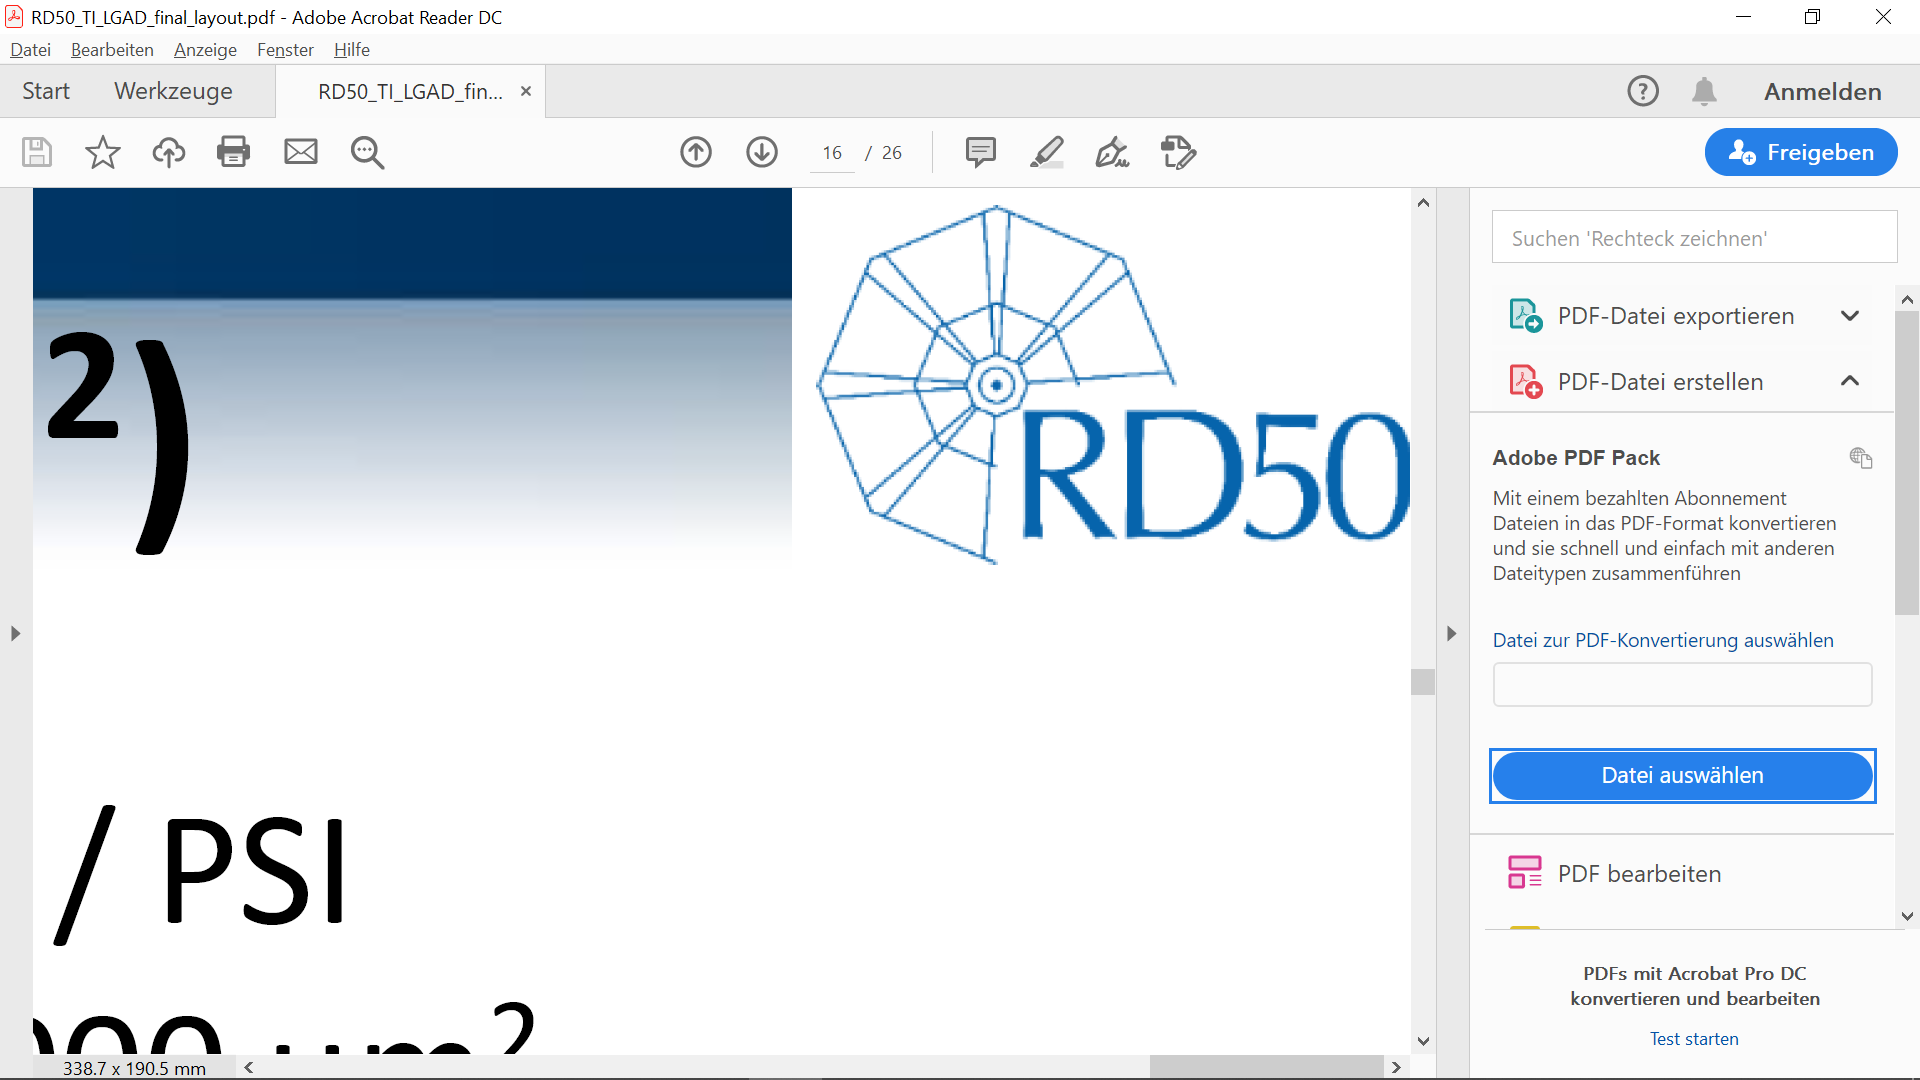 RD50_TI_LGAD_final_layout.pdf - Adobe Acrobat Reader DC
Datei Bearbeiten Anzeige Fenster Hilfe
Start Werkzeuge RD50_TI_LGAD_fin... × Anmelden
16 / 26 Freigeben
2)
RD50
/ PSI
µm2
338.7 x 190.5 mm
Suchen 'Rechteck zeichnen'
PDF-Datei exportieren
PDF-Datei erstellen
Adobe PDF Pack
Mit einem bezahlten Abonnement
Dateien in das PDF-Format konvertieren
und sie schnell und einfach mit anderen
Dateitypen zusammenführen
Datei zur PDF-Konvertierung auswählen
Datei auswählen
PDF bearbeiten
PDFs mit Acrobat Pro DC
konvertieren und bearbeiten
Test starten